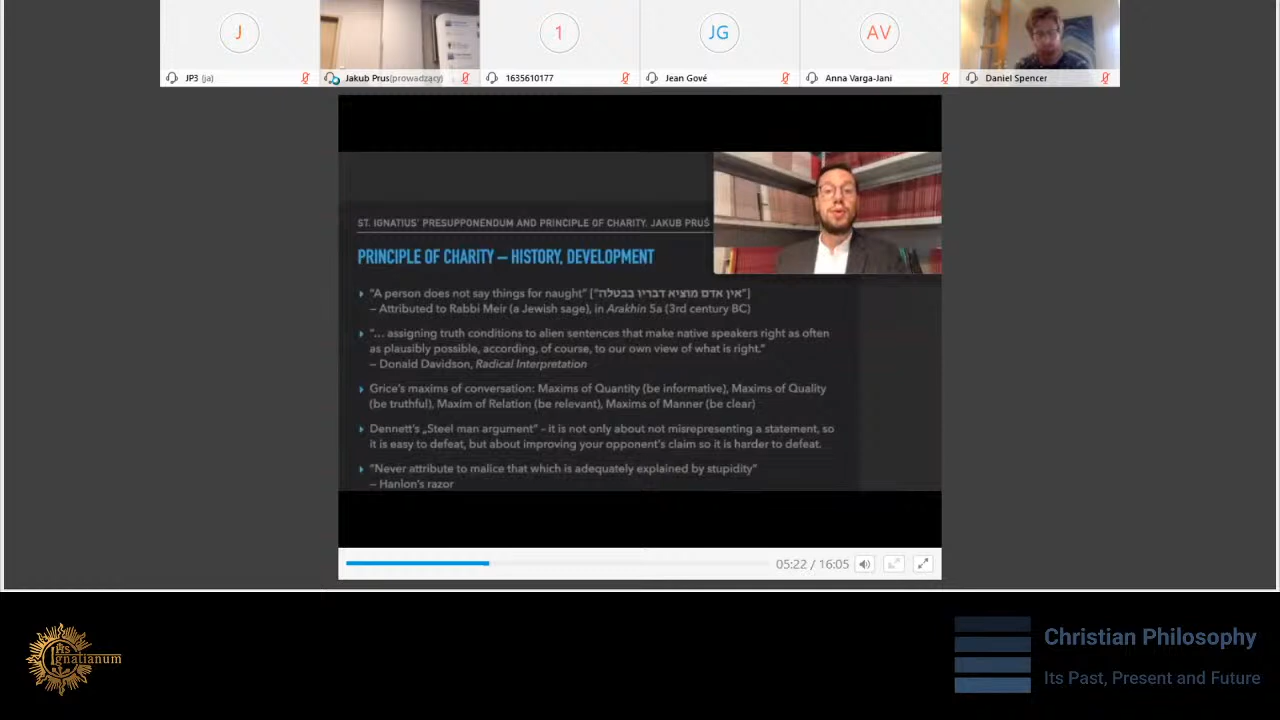 J
1
JG
AV
JP3 (ja)
Jakub Prus(prowadzący)
1635610177
Jean Gové
Anna Varga-Jani
Daniel Spencer
ST. IGNATIUS' PRESUPPONENDUM AND PRINCIPLE OF CHARITY. JAKUB PRUŚ
PRINCIPLE OF CHARITY – HISTORY, DEVELOPMENT
"A person does not say things for naught" ["אין אדם מוציא דבריו בבטלה"]
– Attributed to Rabbi Meir (a Jewish sage), in Arakhin 5a (3rd century BC)
"... assigning truth conditions to alien sentences that make native speakers right as often
as plausibly possible, according, of course, to our own view of what is right."
– Donald Davidson, Radical Interpretation
Grice's maxims of conversation: Maxims of Quantity (be informative), Maxims of Quality
(be truthful), Maxim of Relation (be relevant), Maxims of Manner (be clear)
Dennett's „Steel man argument" - it is not only about not misrepresenting a statement, so
it is easy to defeat, but about improving your opponent's claim so it is harder to defeat.
"Never attribute to malice that which is adequately explained by stupidity"
– Hanlon's razor
05:22 / 16:05
IHS
Ignatianum
Christian Philosophy
Its Past, Present and Future